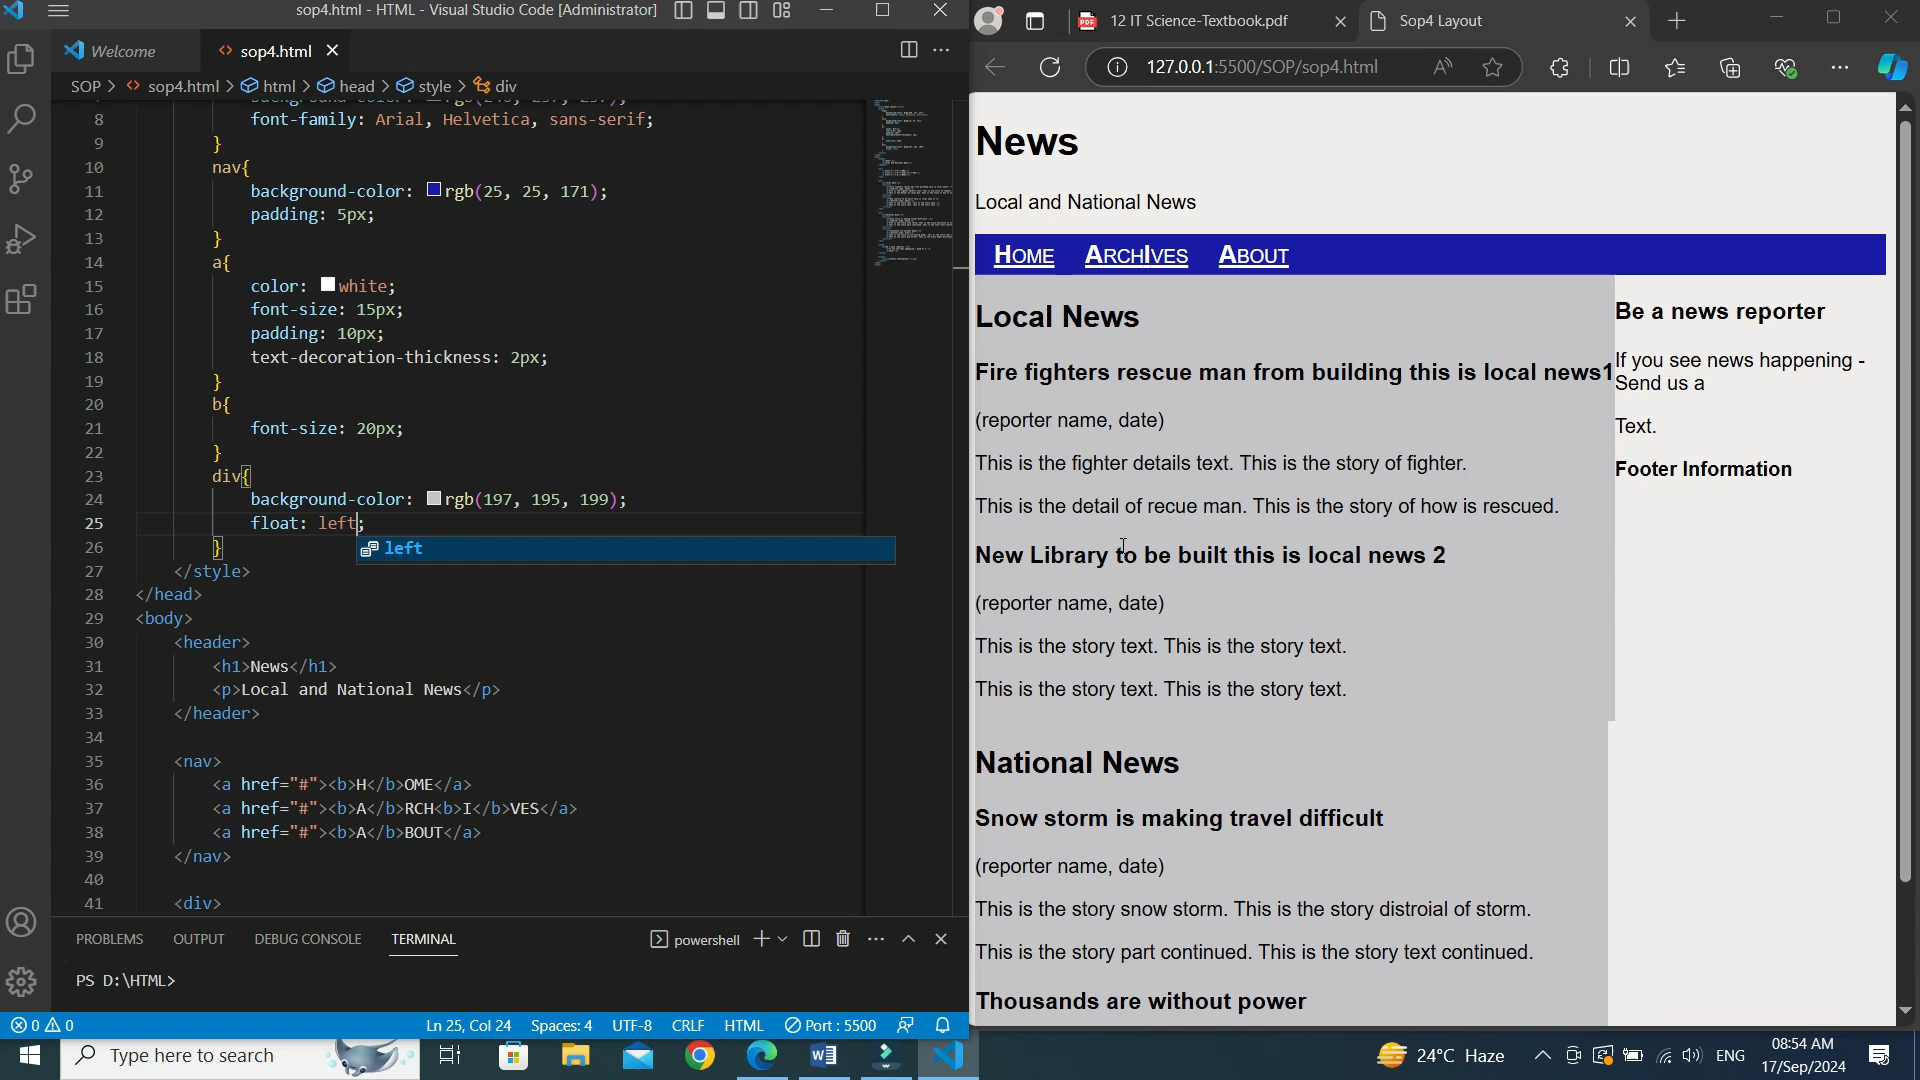 sop4.html - HTML - Visual Studio Code [Administrator]
Welcome
sop4.html
SOP > sop4.html > html > head > style > div
8 font-family: Arial, Helvetica, sans-serif;
9 }
10 nav{
11 background-color: rgb(25, 25, 171);
12 padding: 5px;
13 }
14 a{
15 color: white;
16 font-size: 15px;
17 padding: 10px;
18 text-decoration-thickness: 2px;
19 }
20 b{
21 font-size: 20px;
22 }
23 div{
24 background-color: rgb(197, 195, 199);
25 float: left;
26 }
left
27 </style>
28 </head>
29 <body>
30 <header>
31 <h1>News</h1>
32 <p>Local and National News</p>
33 </header>
34
35 <nav>
36 <a href="#"><b>H</b>OME</a>
37 <a href="#"><b>A</b>RCH<b>I</b>VES</a>
38 <a href="#"><b>A</b>BOUT</a>
39 </nav>
40
41 <div>
PROBLEMS OUTPUT DEBUG CONSOLE TERMINAL powershell
PS D:\HTML>
0 0 Ln 25, Col 24 Spaces: 4 UTF-8 CRLF HTML Port : 5500
12 IT Science-Textbook.pdf
Sop4 Layout
127.0.0.1:5500/SOP/sop4.html
News
Local and National News
HOME ARCHIVES ABOUT
Local News
Fire fighters rescue man from building this is local news1
(reporter name, date)
This is the fighter details text. This is the story of fighter.
This is the detail of recue man. This is the story of how is rescued.
New Library to be built this is local news 2
(reporter name, date)
This is the story text. This is the story text.
This is the story text. This is the story text.
National News
Snow storm is making travel difficult
(reporter name, date)
This is the story snow storm. This is the story distroial of storm.
This is the story part continued. This is the story text continued.
Thousands are without power
Be a news reporter
If you see news happening -
Send us a
Text.
Footer Information
Type here to search
24°C Haze
ENG
08:54 AM
17/Sep/2024